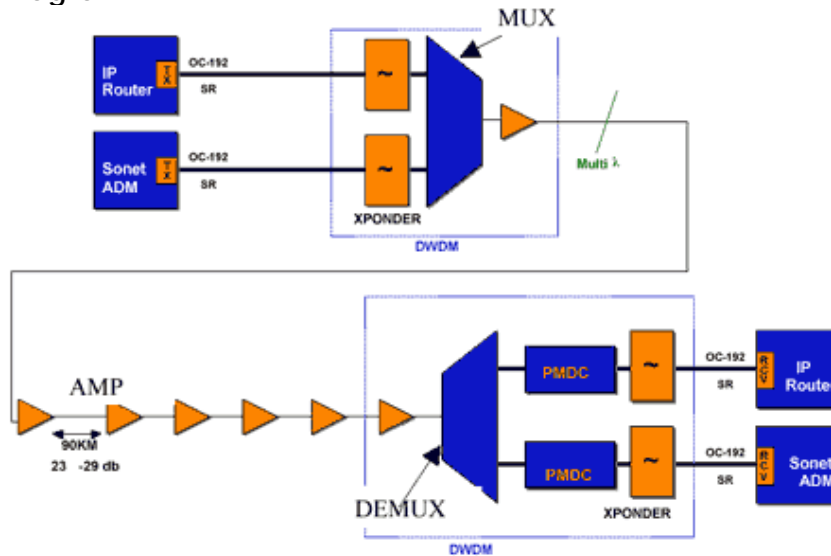 MUX
IP
Router
TX
OC-192
SR
~
Sonet
ADM
TX
OC-192
SR
~
XPONDER
DWDM
Multi λ
AMP
90KM
23 -29 db
DEMUX
PMDC
~
OC-192
SR
RCV
IP
Router
PMDC
~
OC-192
SR
RCV
Sonet
ADM
XPONDER
DWDM